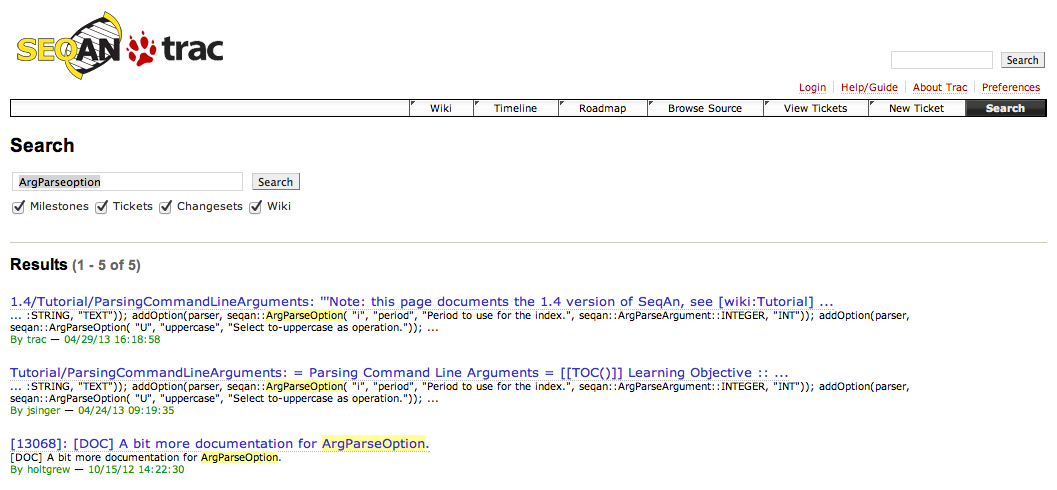 SEQAN trac
Search
Login Help/Guide About Trac Preferences
Wiki Timeline Roadmap Browse Source View Tickets New Ticket Search
Search
ArgParseoption Search
Milestones Tickets Changesets Wiki
Results (1 - 5 of 5)
1.4/Tutorial/ParsingCommandLineArguments: '''Note: this page documents the 1.4 version of SeqAn, see [wiki:Tutorial] ...
... :STRING, "TEXT")); addOption(parser, seqan::ArgParseOption( "i", "period", "Period to use for the index.", seqan::ArgParseArgument::INTEGER, "INT")); addOption(parser,
seqan::ArgParseOption( "U", "uppercase", "Select to-uppercase as operation.")); ...
By trac — 04/29/13 16:18:58
Tutorial/ParsingCommandLineArguments: = Parsing Command Line Arguments = [[TOC()]] Learning Objective :: ...
... :STRING, "TEXT")); addOption(parser, seqan::ArgParseOption( "i", "period", "Period to use for the index.", seqan::ArgParseArgument::INTEGER, "INT")); addOption(parser,
seqan::ArgParseOption( "U", "uppercase", "Select to-uppercase as operation.")); ...
By jsinger — 04/24/13 09:19:35
[13068]: [DOC] A bit more documentation for ArgParseOption.
[DOC] A bit more documentation for ArgParseOption.
By holtgrew — 10/15/12 14:22:30